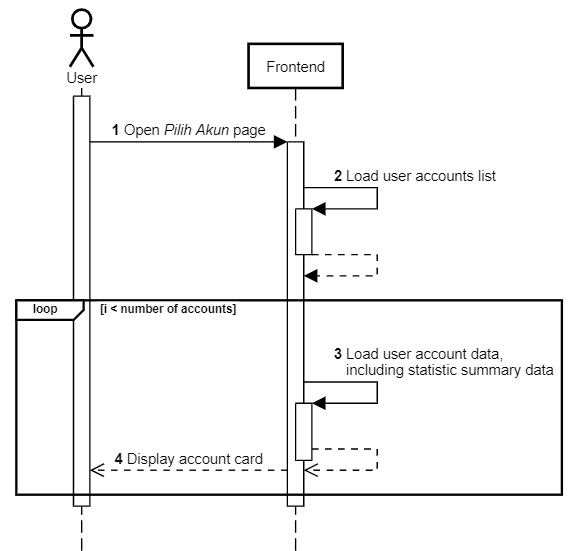 User
Frontend
1 Open Pilih Akun page
2 Load user accounts list
loop
[i < number of accounts]
3 Load user account data,
including statistic summary data
4 Display account card